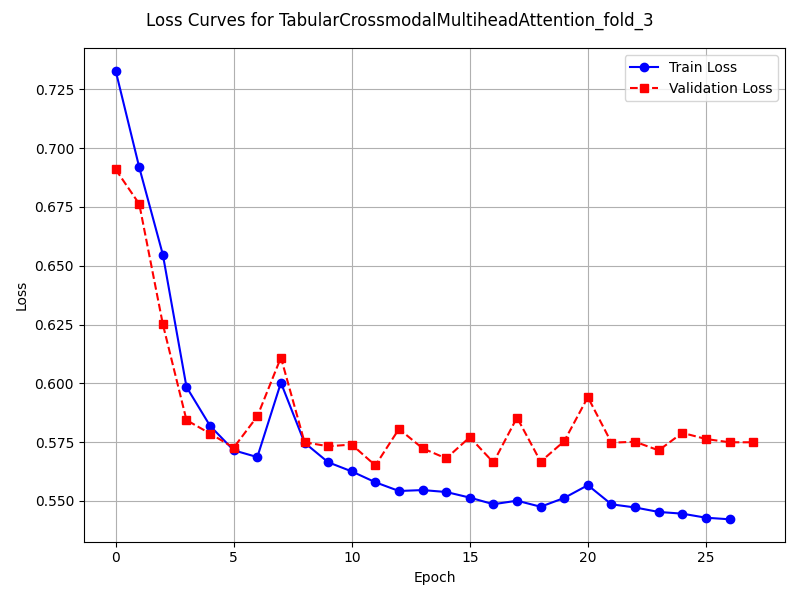 Loss Curves for TabularCrossmodalMultiheadAttention_fold_3
Train Loss
Validation Loss
0.725
0.700
0.675
0.650
0.625
0.600
0.575
0.550
Loss
0 5 10 15 20 25
Epoch